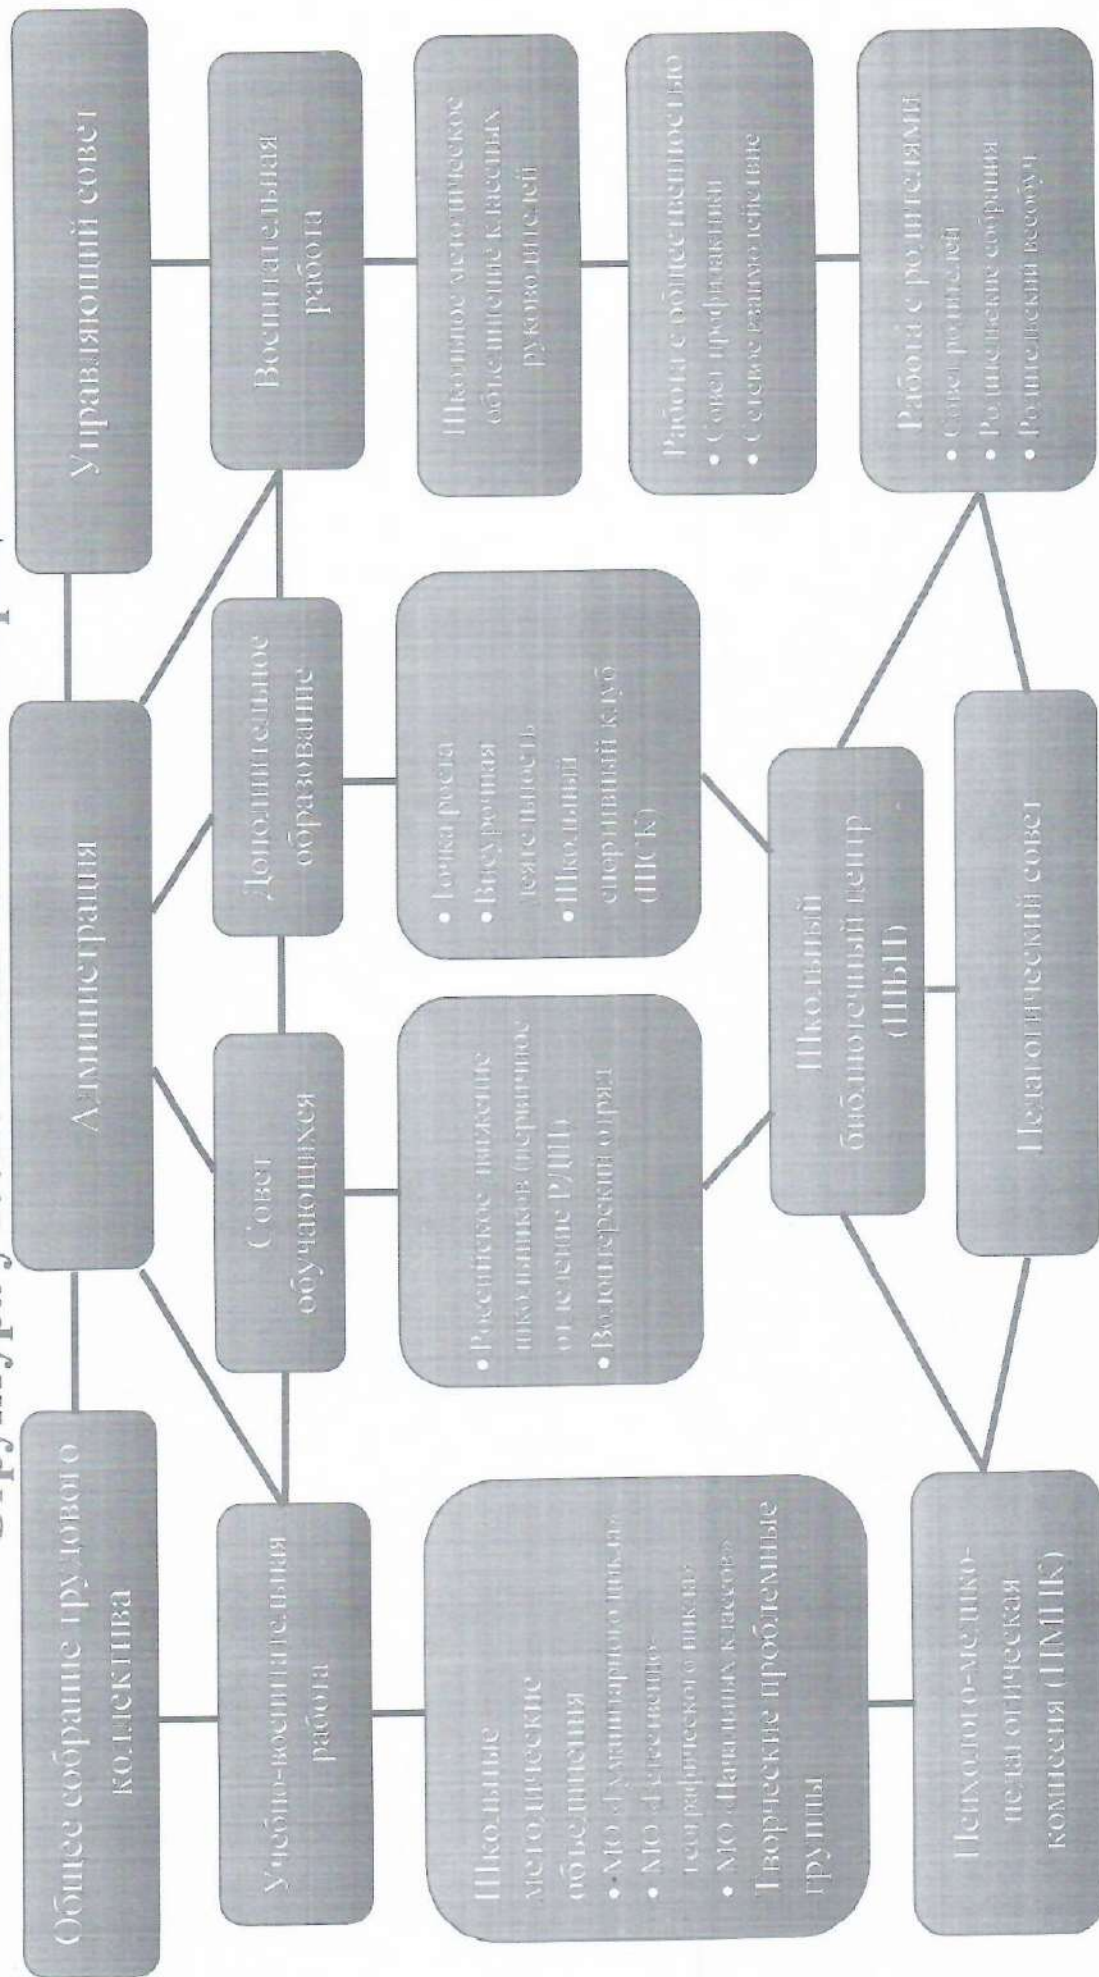 Общее собрание трудового
коллектива
Администрация
Управляющий совет
Учебно-воспитательная
работа
Совет
обучающихся
Дополнительное
образование
Воспитательная
работа
Школьные
методические
объединения
• МО «Гуманитарного цикла»
• МО «Естественно-
географического цикла»
• МО «Начальных классов»
Творческие проблемные
группы
• Российское движение
школьников (первичное
отделение РДШ)
• Волонтерский отряд
• Точка роста
• Внеурочная
деятельность
• Школьный
спортивный клуб
(ШСК)
Школьное методическое
объединение классных
руководителей
Работа с общественностью
• Совет профилактики
• Сетевое взаимодействие
Работа с родителями
• Совет родителей
• Родительские собрания
• Родительский всеобуч
Школьный
библиотечный центр
(ШБЦ)
Психолого-медико-
педагогическая
комиссия (ПМПК)
Педагогический совет